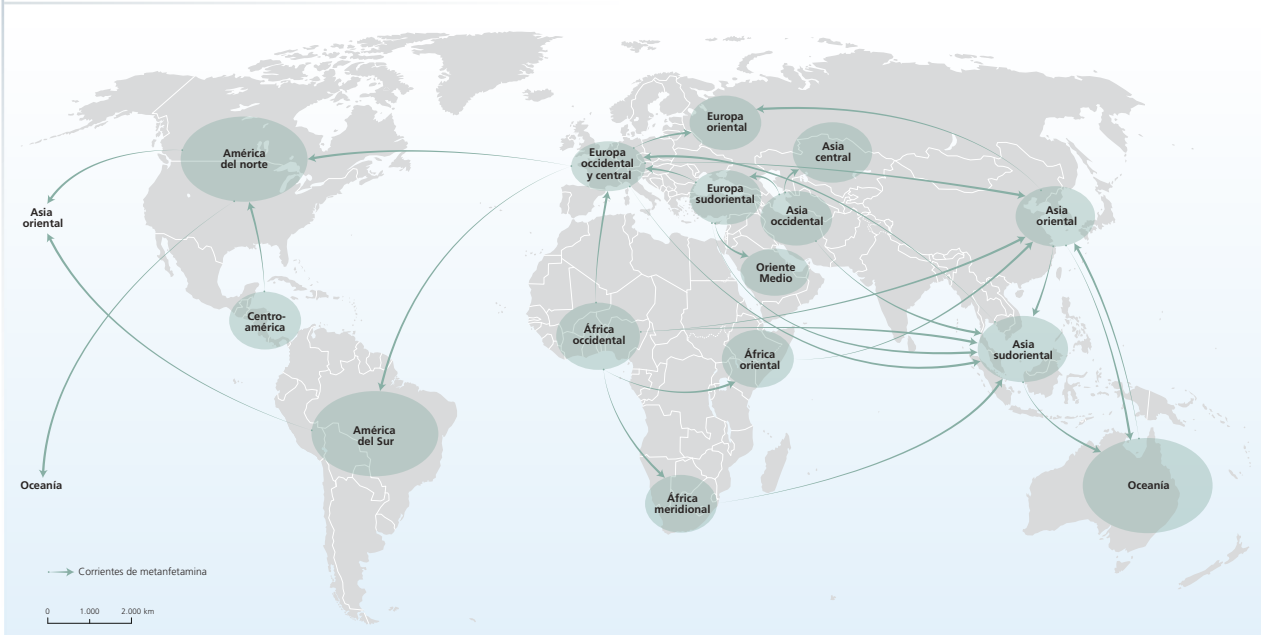 América
del norte
Asia
oriental
Centro-
américa
América
del Sur
Oceanía
Europa
occidental
y central
Europa
oriental
Asia
central
Europa
sudoriental
Asia
occidental
Oriente
Medio
Asia
oriental
África
occidental
África
oriental
Asia
sudoriental
África
meridional
Oceanía
Corrientes de metanfetamina
0 1.000 2.000 km